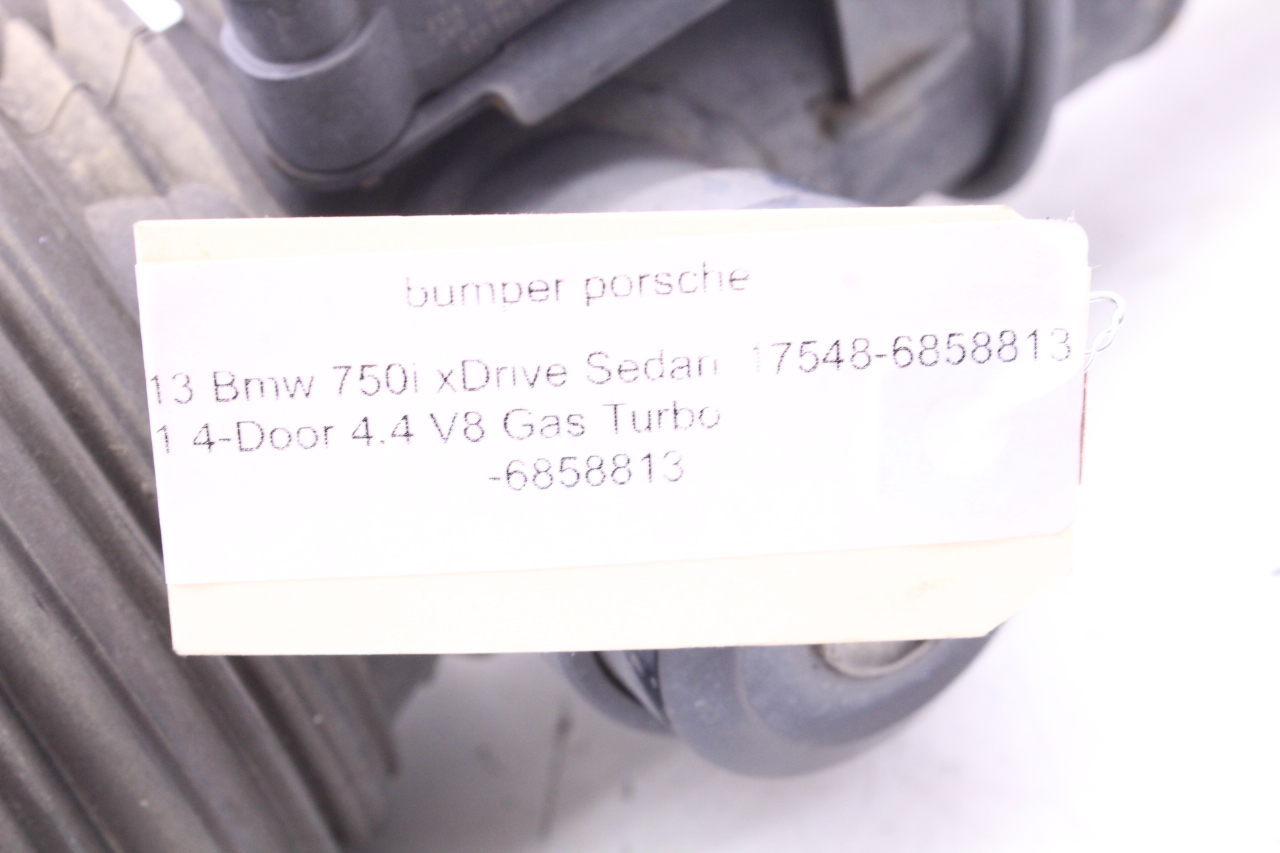 bumper porsche
13 Bmw 750i xDrive Sedan 17548-6858813
1 4-Door 4.4 V8 Gas Turbo
-6858813